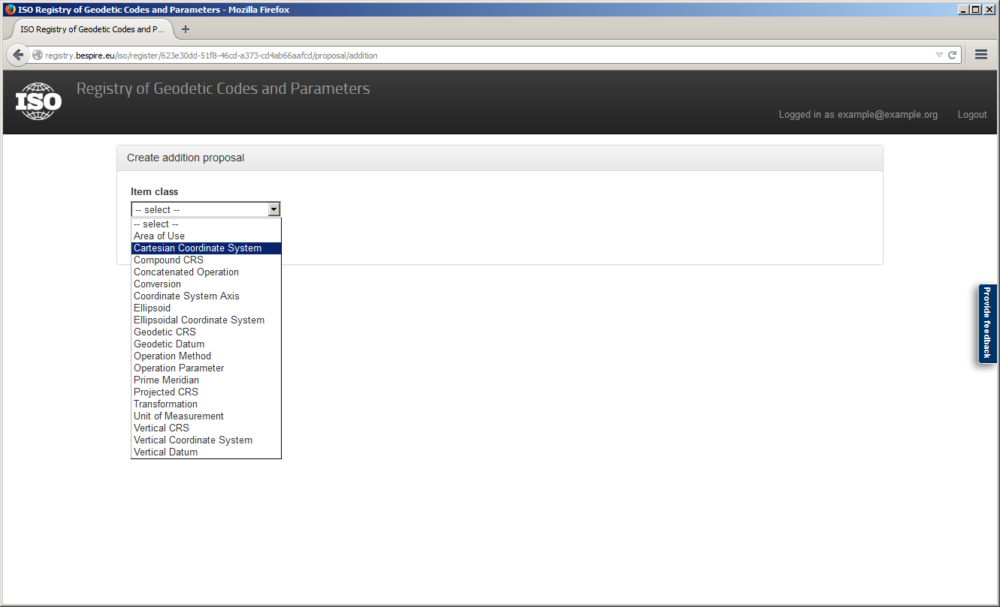 ISO Registry of Geodetic Codes and Parameters - Mozilla Firefox
ISO Registry of Geodetic Codes and P...
registry.bespire.eu/iso/register/623e30dd-51f8-46cd-a373-cd4ab66aafcd/proposal/addition
ISO
Registry of Geodetic Codes and Parameters
Logged in as example@example.org Logout
Create addition proposal
Item class
-- select --
-- select --
Area of Use
Cartesian Coordinate System
Compound CRS
Concatenated Operation
Conversion
Coordinate System Axis
Ellipsoid
Ellipsoidal Coordinate System
Geodetic CRS
Geodetic Datum
Operation Method
Operation Parameter
Prime Meridian
Projected CRS
Transformation
Unit of Measurement
Vertical CRS
Vertical Coordinate System
Vertical Datum
Provide feedback